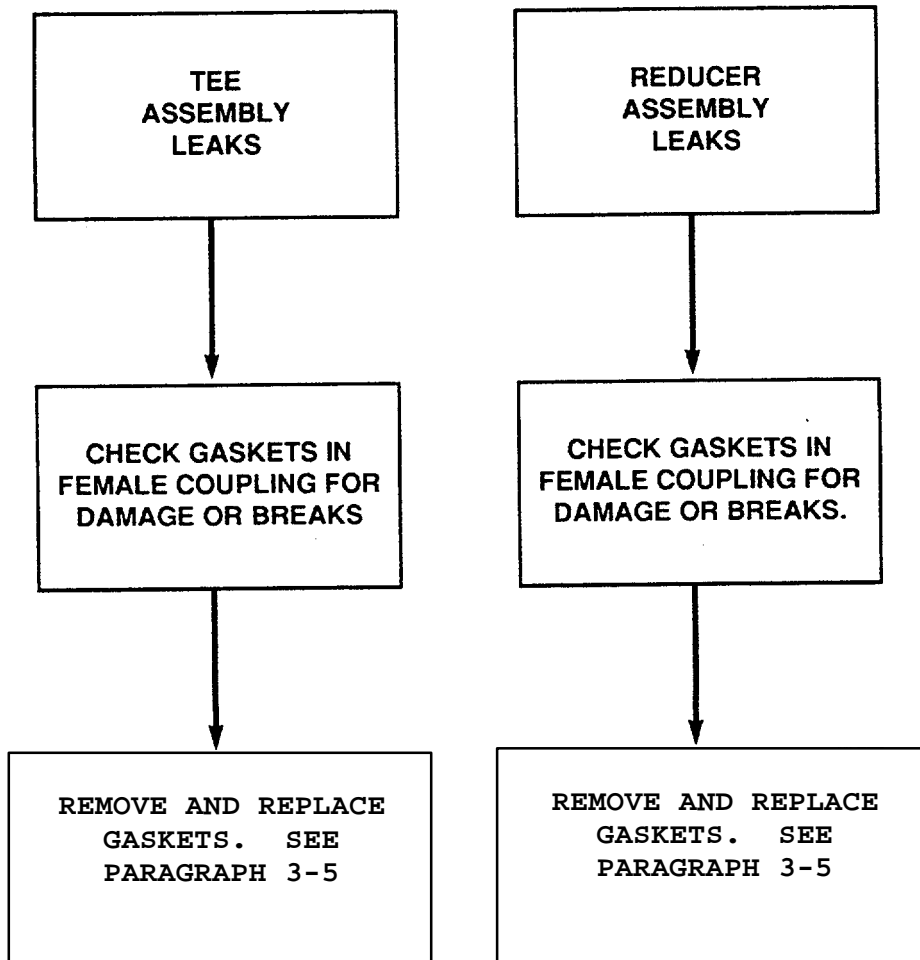 TEE
ASSEMBLY
LEAKS
CHECK GASKETS IN
FEMALE COUPLING FOR
DAMAGE OR BREAKS
REMOVE AND REPLACE
GASKETS. SEE
PARAGRAPH 3-5
REDUCER
ASSEMBLY
LEAKS
CHECK GASKETS IN
FEMALE COUPLING FOR
DAMAGE OR BREAKS.
REMOVE AND REPLACE
GASKETS. SEE
PARAGRAPH 3-5